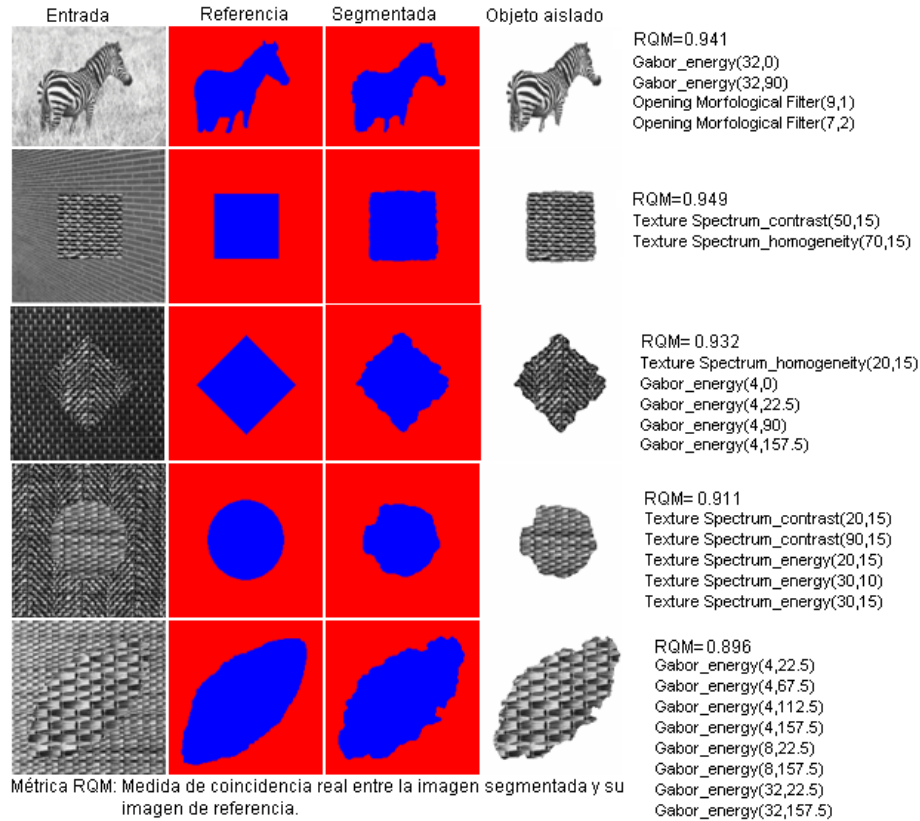 Entrada Referencia Segmentada Objeto aislado
RQM=0.941
Gabor_energy(32,0)
Gabor_energy(32,90)
Opening Morfological Filter(9,1)
Opening Morfological Filter(7,2)
RQM=0.949
Texture Spectrum_contrast(50,15)
Texture Spectrum_homogeneity(70,15)
RQM= 0.932
Texture Spectrum_homogeneity(20,15)
Gabor_energy(4,0)
Gabor_energy(4,22.5)
Gabor_energy(4,90)
Gabor_energy(4,157.5)
RQM= 0.911
Texture Spectrum_contrast(20,15)
Texture Spectrum_contrast(90,15)
Texture Spectrum_energy(20,15)
Texture Spectrum_energy(30,10)
Texture Spectrum_energy(30,15)
RQM=0.896
Gabor_energy(4,22.5)
Gabor_energy(4,67.5)
Gabor_energy(4,112.5)
Gabor_energy(4,157.5)
Gabor_energy(8,22.5)
Gabor_energy(8,157.5)
Gabor_energy(32,22.5)
Gabor_energy(32,157.5)
Métrica RQM: Medida de coincidencia real entre la imagen segmentada y su
imagen de referencia.